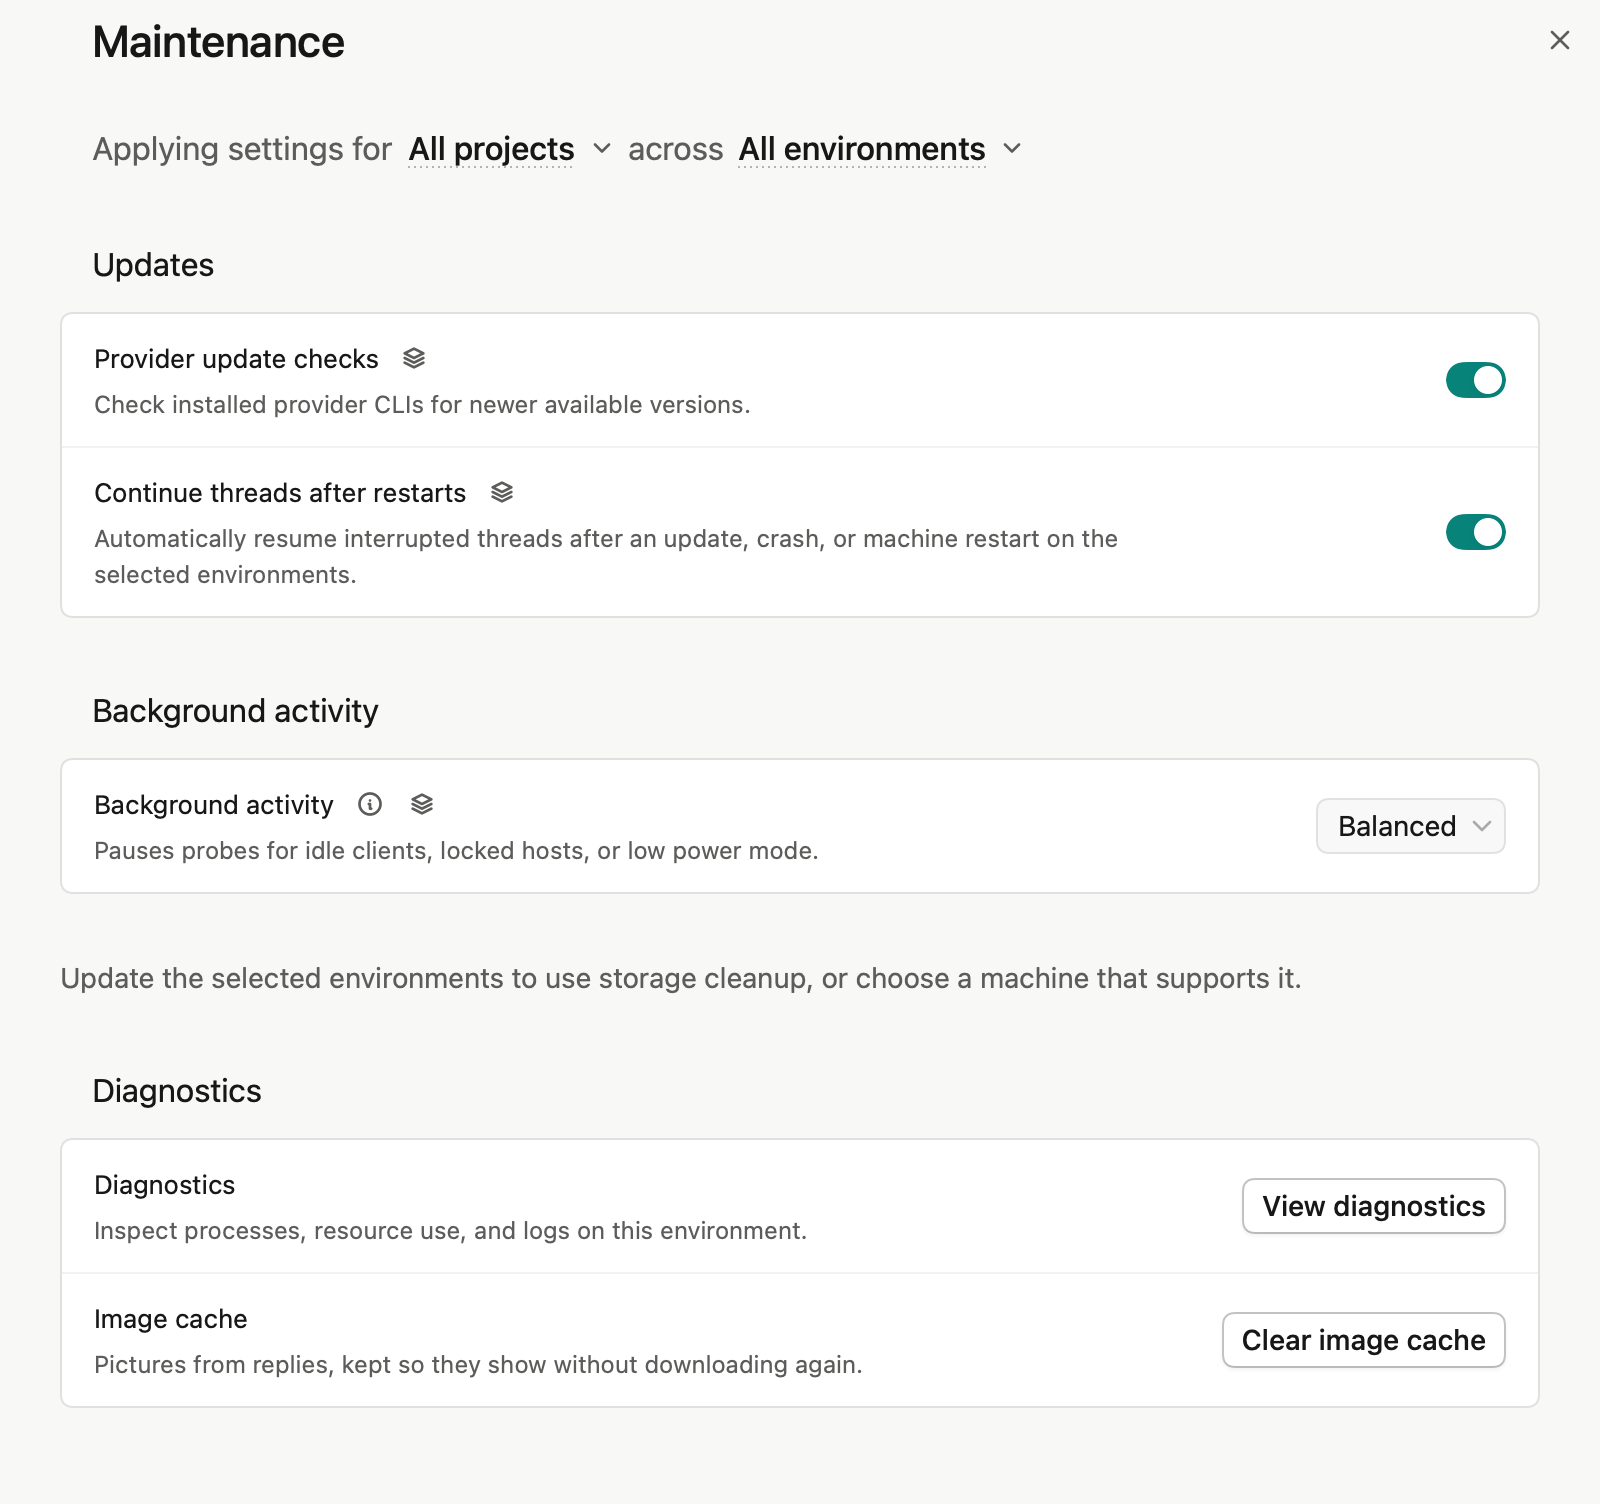 Maintenance
Applying settings for All projects across All environments
Updates
Provider update checks
Check installed provider CLIs for newer available versions.
Continue threads after restarts
Automatically resume interrupted threads after an update, crash, or machine restart on the
selected environments.
Background activity
Background activity
Balanced
Pauses probes for idle clients, locked hosts, or low power mode.
Update the selected environments to use storage cleanup, or choose a machine that supports it.
Diagnostics
Diagnostics
View diagnostics
Inspect processes, resource use, and logs on this environment.
Image cache
Clear image cache
Pictures from replies, kept so they show without downloading again.